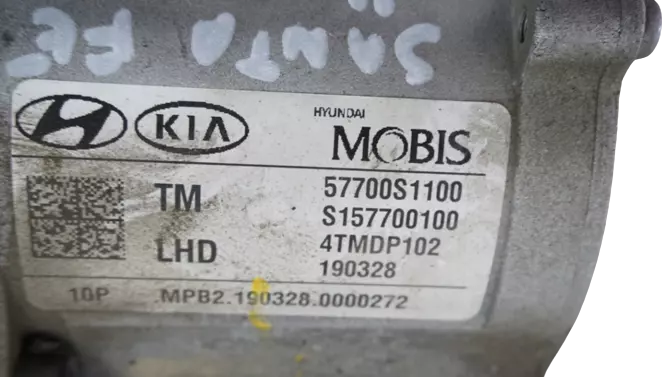 SANTA FE
KIA
HYUNDAI
MOBIS
TM
57700S1100
S157700100
LHD
4TMDP102
190328
10P
MPB2.190328.0000272